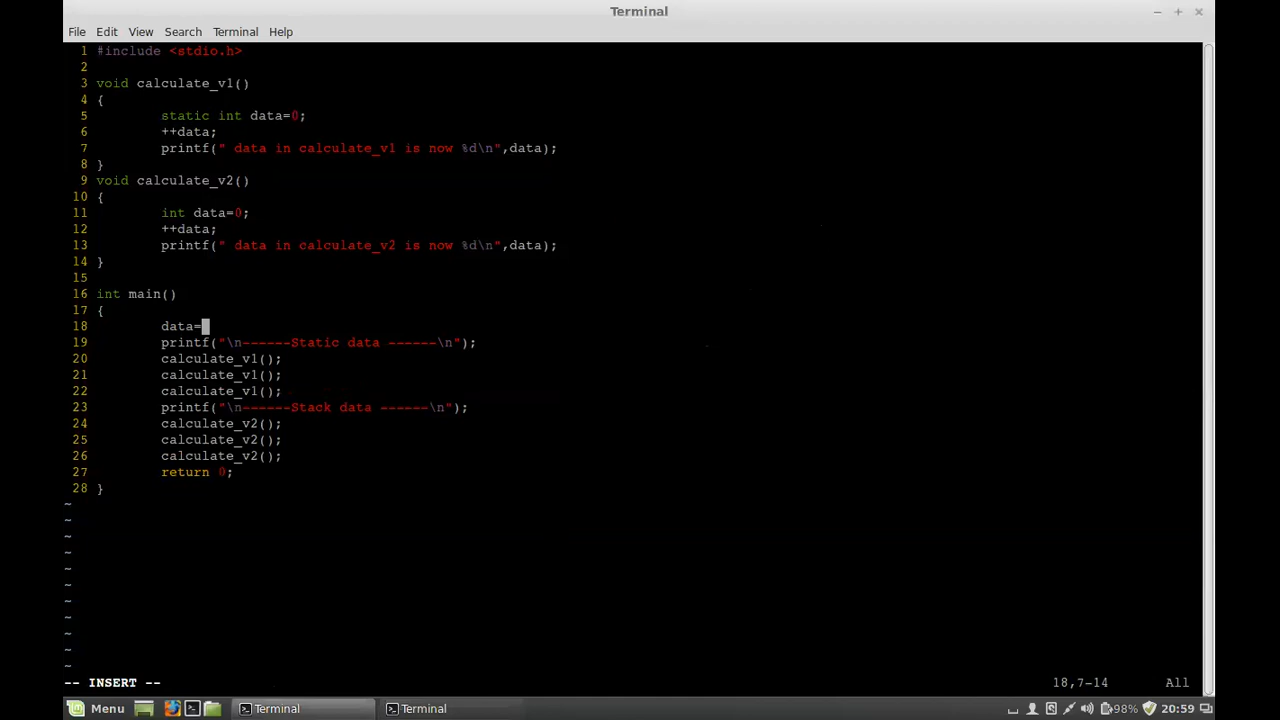 Terminal
File Edit View Search Terminal Help
1 #include <stdio.h>
2
3 void calculate_v1()
4 {
5         static int data=0;
6         ++data;
7         printf(" data in calculate_v1 is now %d\n",data);
8 }
9 void calculate_v2()
10 {
11         int data=0;
12         ++data;
13         printf(" data in calculate_v2 is now %d\n",data);
14 }
15
16 int main()
17 {
18         data=
19         printf("\n------Static data ------\n");
20         calculate_v1();
21         calculate_v1();
22         calculate_v1();
23         printf("\n------Stack data ------\n");
24         calculate_v2();
25         calculate_v2();
26         calculate_v2();
27         return 0;
28 }
~
~
~
~
~
~
~
~
~
~
~
-- INSERT -- 18,7-14 All
Menu Terminal Terminal 98% 20:59